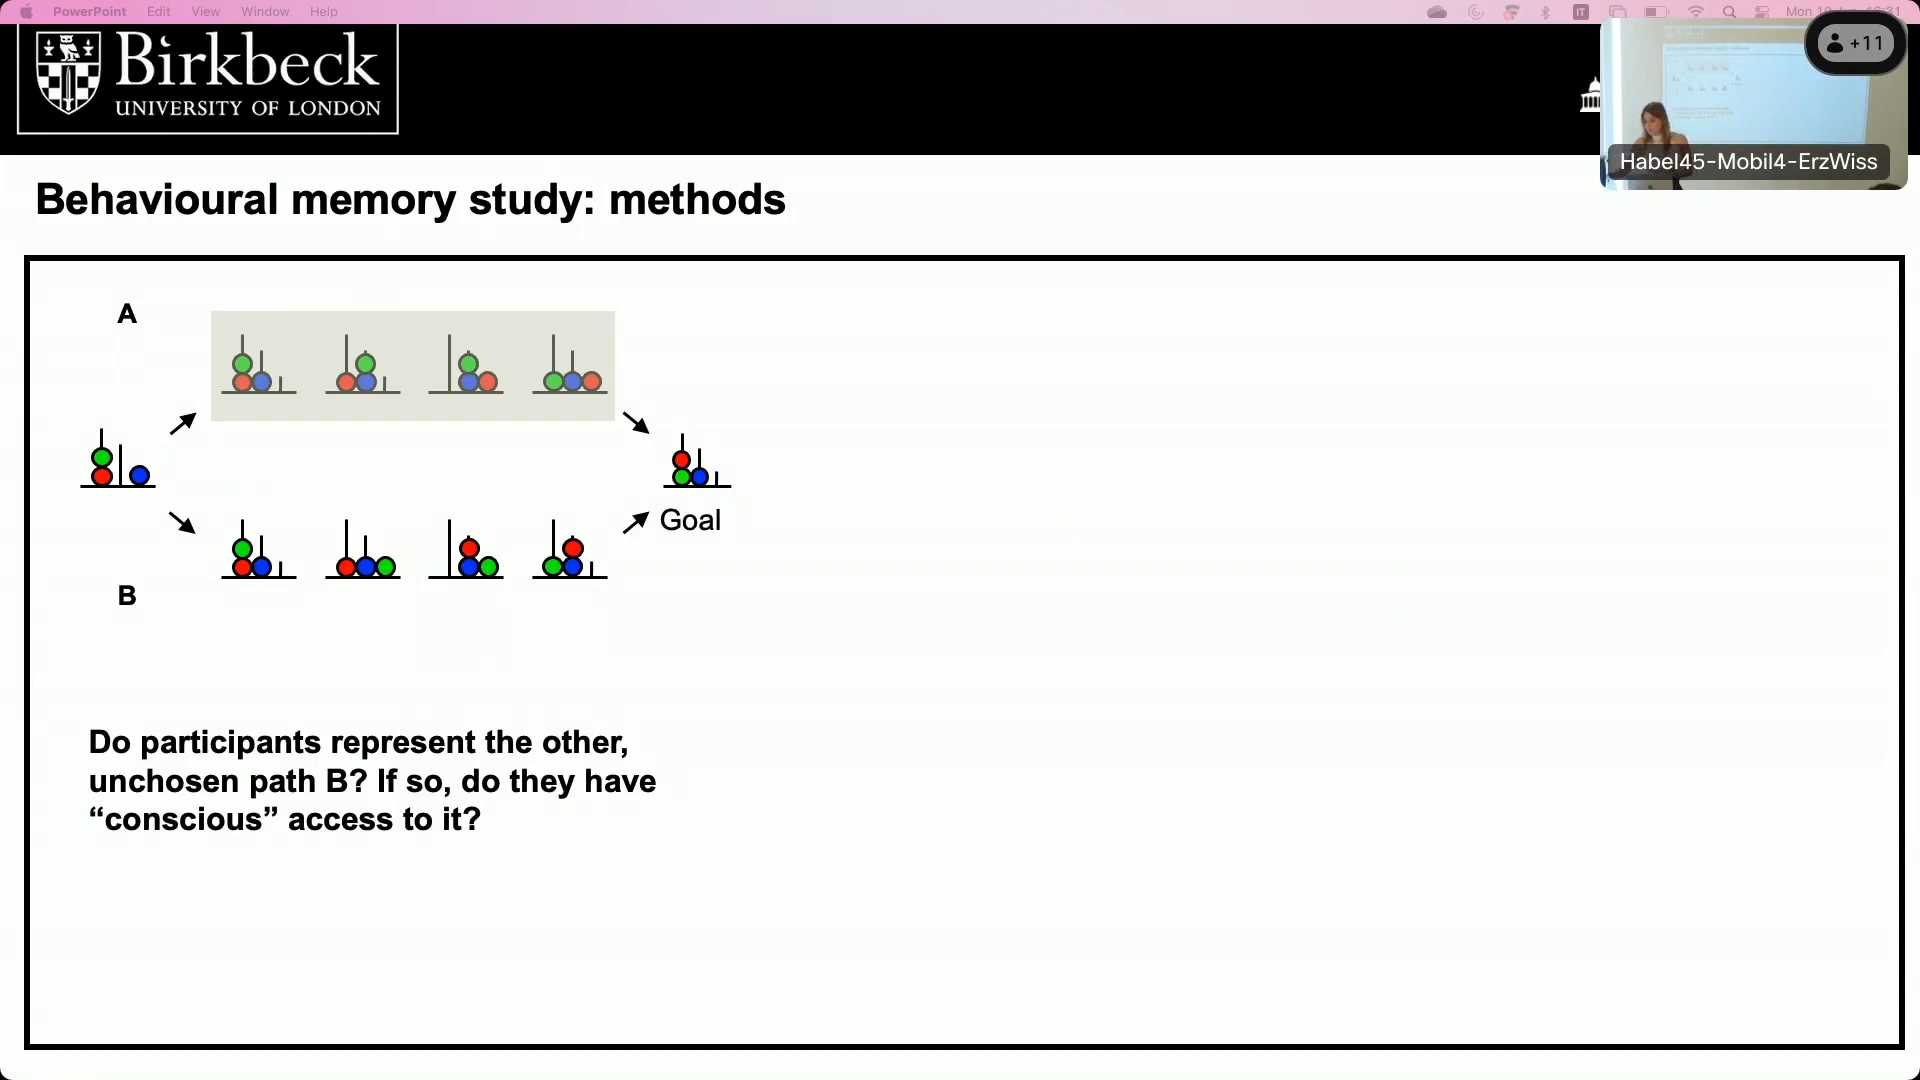 PowerPoint Edit View Window Help
IT
+11
Birkbeck
UNIVERSITY OF LONDON
Habel45-Mobil4-ErzWiss
Behavioural memory study: methods
A
Goal
B
Do participants represent the other,
unchosen path B? If so, do they have
“conscious” access to it?